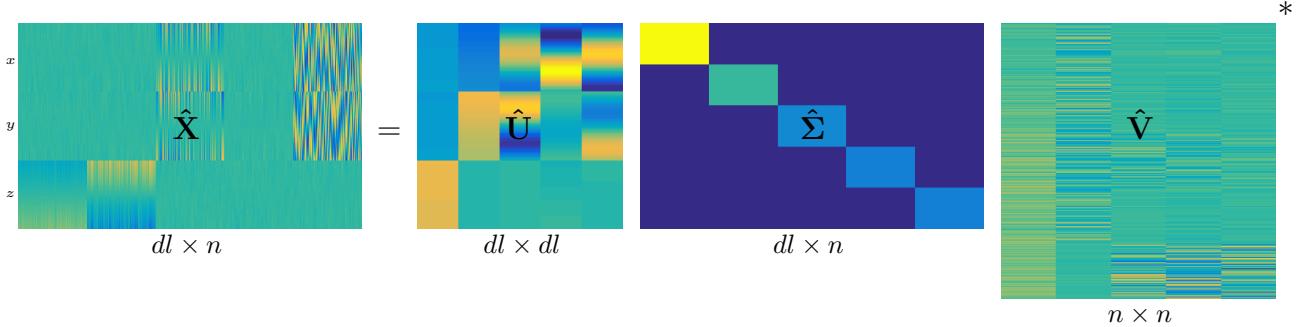 *
x
y
z
X̂
=
Û
Σ̂
V̂
dl × n
dl × dl
dl × n
n × n